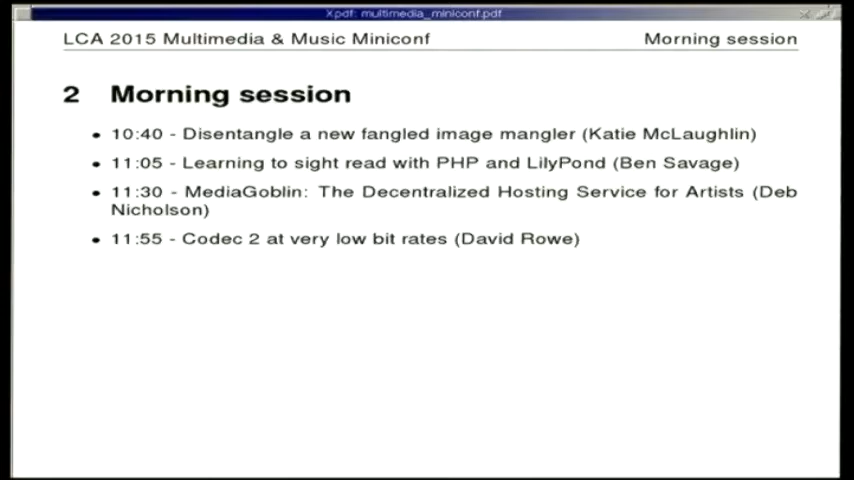 Xpdf: multimedia_miniconf.pdf
LCA 2015 Multimedia & Music Miniconf Morning session
2 Morning session
• 10:40 - Disentangle a new fangled image mangler (Katie McLaughlin)
• 11:05 - Learning to sight read with PHP and LilyPond (Ben Savage)
• 11:30 - MediaGoblin: The Decentralized Hosting Service for Artists (Deb
Nicholson)
• 11:55 - Codec 2 at very low bit rates (David Rowe)